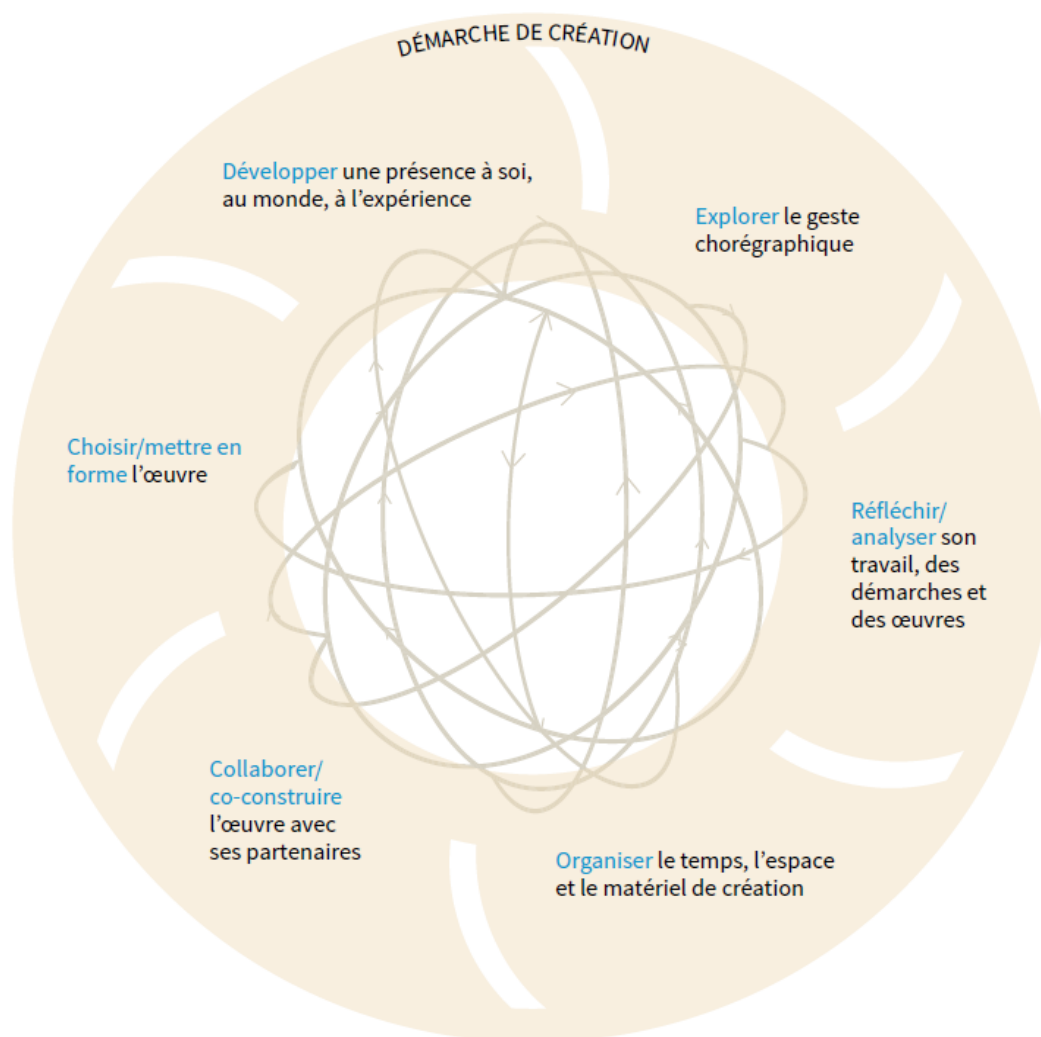 DÉMARCHE DE CRÉATION
Développer une présence à soi,
au monde, à l’expérience
Explorer le geste
chorégraphique
Choisir/mettre en
forme l’œuvre
Réfléchir/
analyser son
travail, des
démarches et
des œuvres
Collaborer/
co-construire
l’œuvre avec
ses partenaires
Organiser le temps, l’espace
et le matériel de création